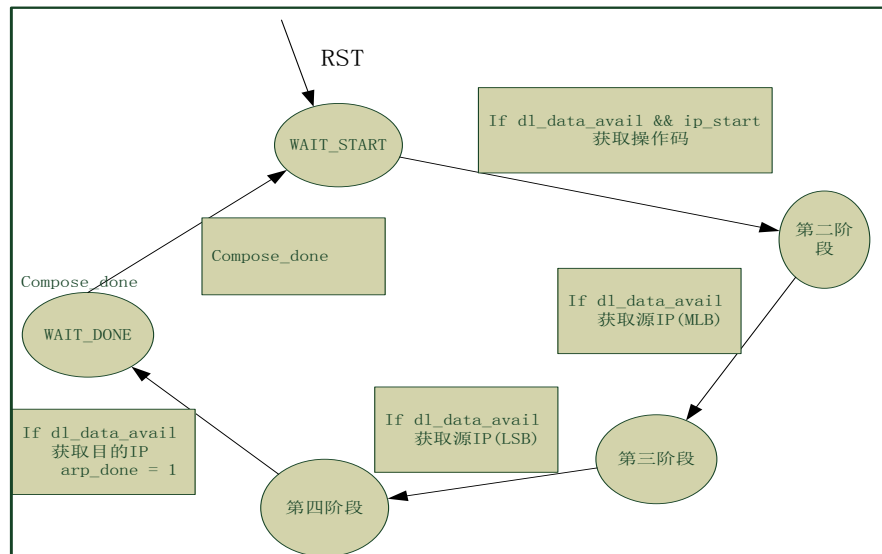 RST
If dl_data_avail && ip_start
获取操作码
WAIT_START
第二阶
段
Compose_done
Compose_done
If dl_data_avail
获取源IP(MLB)
WAIT_DONE
If dl_data_avail
获取源IP(LSB)
If dl_data_avail
获取目的IP
arp_done = 1
第三阶段
第四阶段